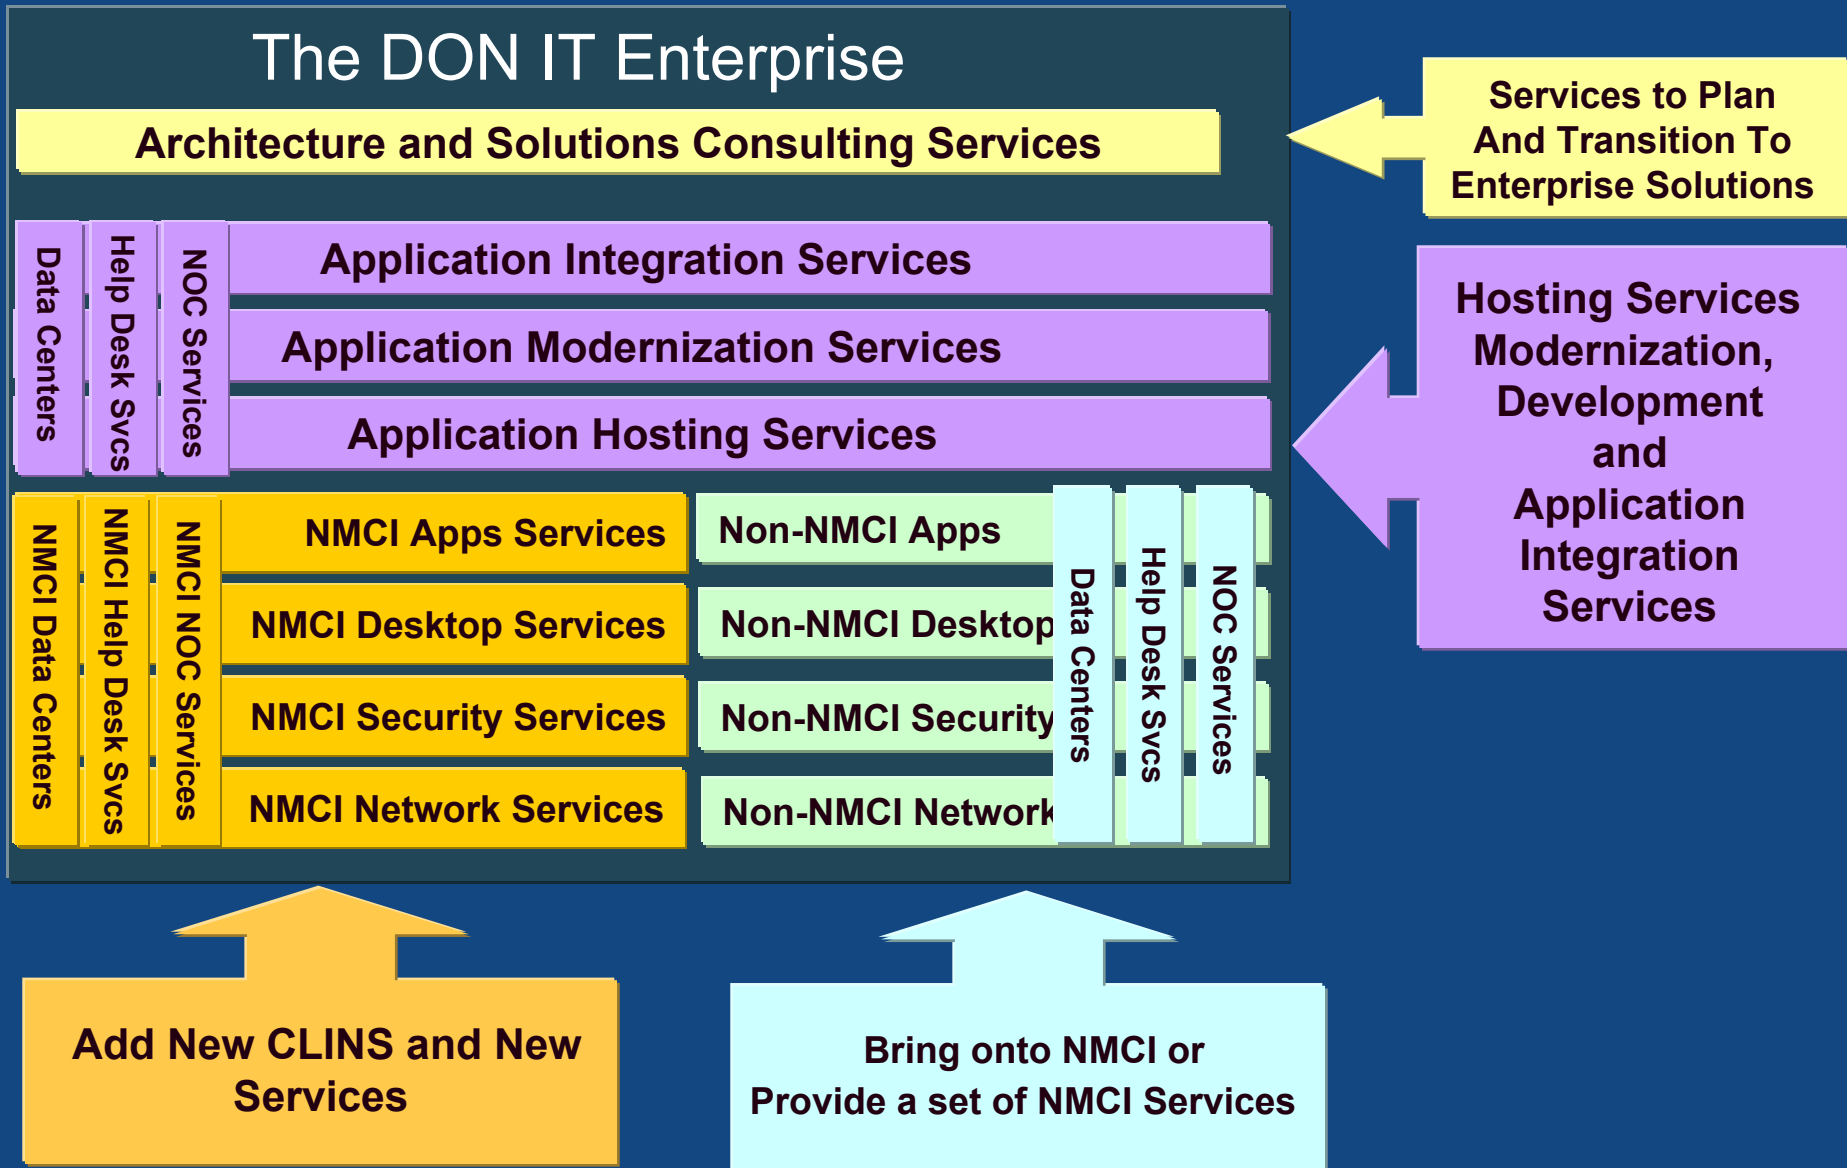 The DON IT Enterprise
Architecture and Solutions Consulting Services
Services to Plan
And Transition To
Enterprise Solutions
Data Centers
Help Desk Svcs
NOC Services
Application Integration Services
Application Modernization Services
Application Hosting Services
Hosting Services
Modernization,
Development
and
Application
Integration
Services
NMCI Data Centers
NMCI Help Desk Svcs
NMCI NOC Services
NMCI Apps Services
NMCI Desktop Services
NMCI Security Services
NMCI Network Services
Non-NMCI Apps
Non-NMCI Desktop
Non-NMCI Security
Non-NMCI Network
Data Centers
Help Desk Svcs
NOC Services
Add New CLINS and New
Services
Bring onto NMCI or
Provide a set of NMCI Services